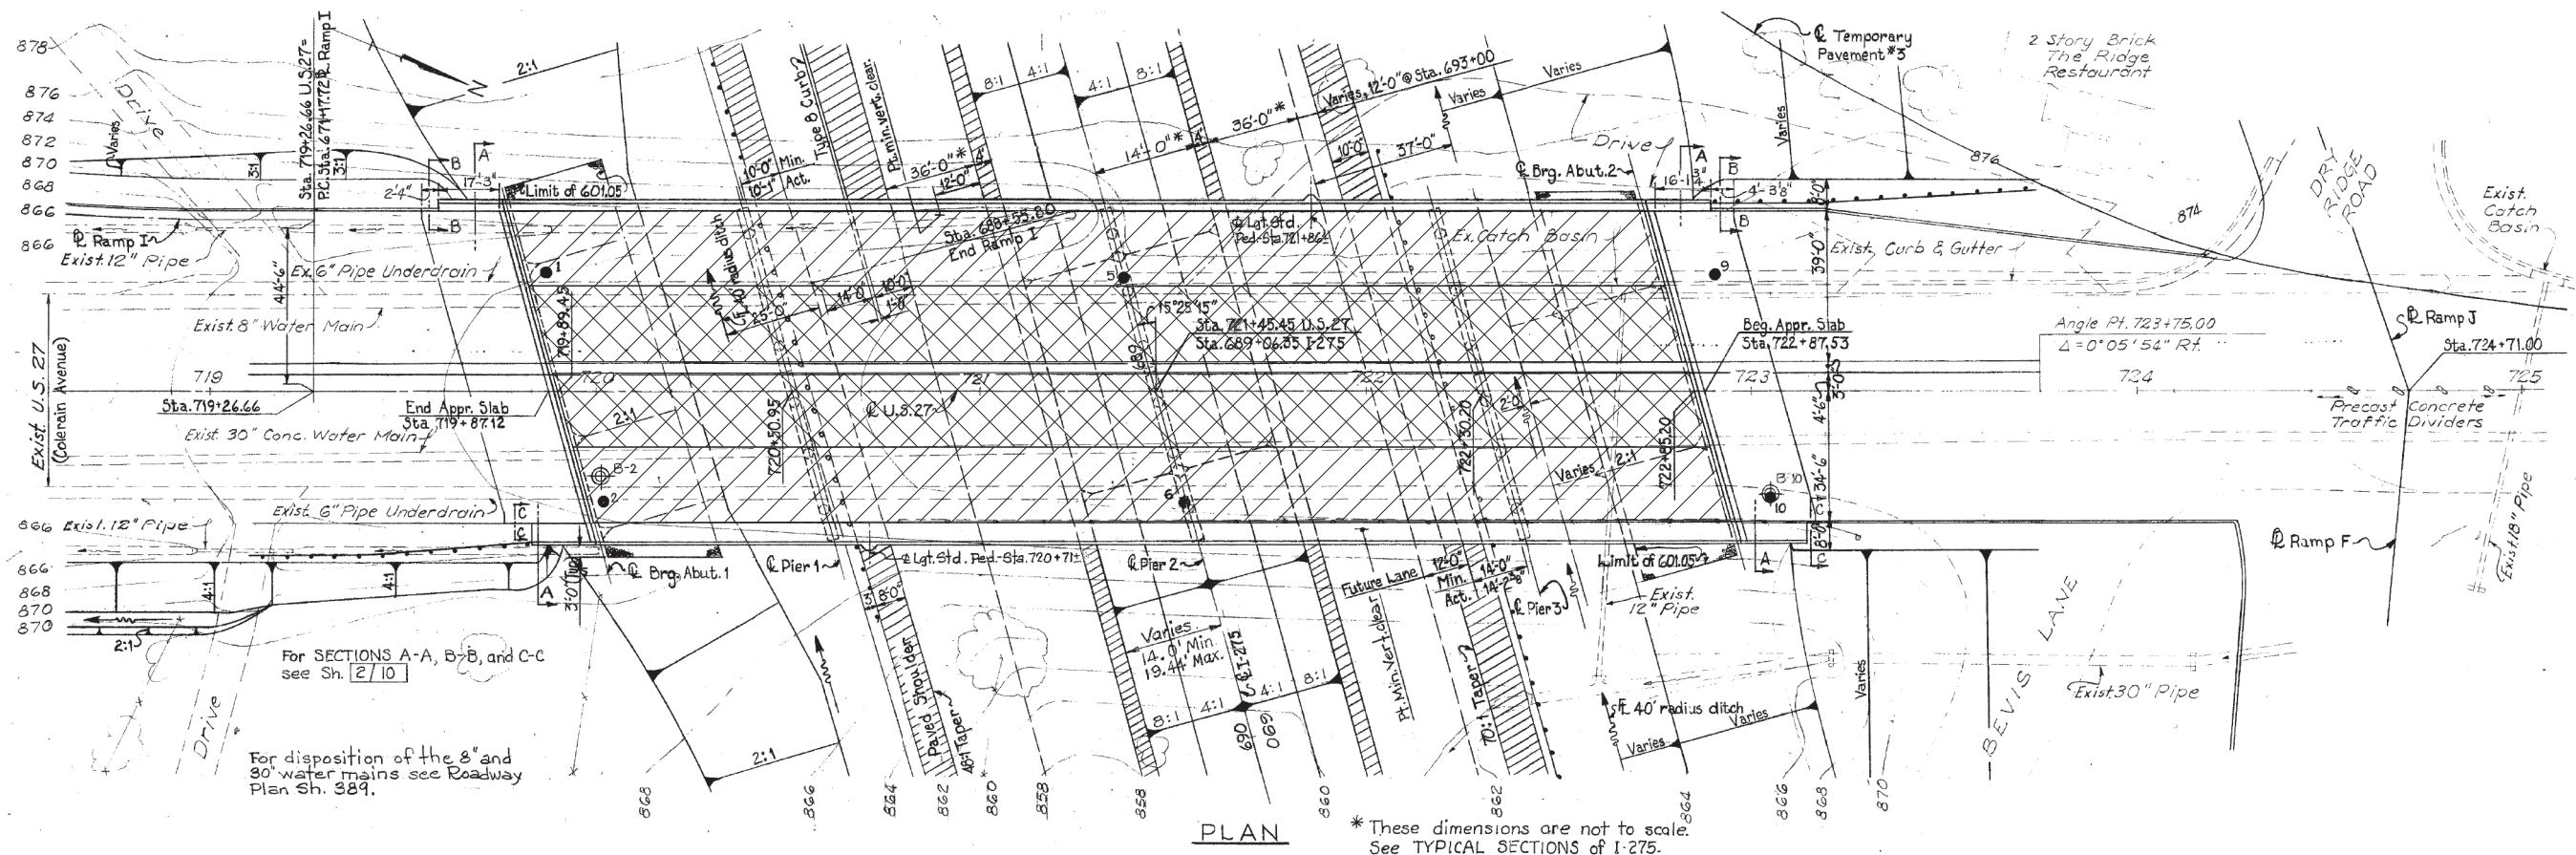 878
876
874
872
870
868
866
866
Drive
Varies
3:1
Sta. 719+26.66 U.S.27=
P.C. Sta. 671+17.72 ℄ Ramp I
3:1
2:1
N
B
A
2'-4"
17'-3"
Limit of 601.05
B
℄ Ramp I
Exist. 12" Pipe
Ex. 6" Pipe Underdrain
44'-6"
Exist. 8" Water Main
Exist. U.S. 27
(Coleran Avenue)
719
Sta. 719+26.66
End Appr. Slab
Sta. 719+87.12
719+89.45
Exist. 30" Conc. Water Main
Exist. 6" Pipe Underdrain
866
Exist. 12" Pipe
866
868
870
870
4:1
4:1
2:1
C
C
A
3'-0" Typ.
For SECTIONS A-A, B-B, and C-C
see Sh. 2/10
Drive
For disposition of the 8" and
30" water mains see Roadway
Plan Sh. 389.
10'-0" Min.
10'-1" Act.
Type 8 Curb
Pt. min. vert. clear.
36'-0" *
12'-0"
4'
8:1
4:1
4:1
8:1
14'-0" *
4'
36'-0" *
Varies, 12'-0" @ Sta. 693+00
Varies
Varies
10'-0"
37'-0"
℄ Brg. Abut. 2
Drive
A
B
16'-1 3/4"
4'-3 1/8"
B
8'-0"
℄ Temporary
Pavement #3
Varies
2 Story Brick
The Ridge
Restaurant
876
874
DRY
RIDGE
ROAD
Exist.
Catch
Basin
Sta. 688+55.80
End Ramp I
℄ Lgt. Std.
Ped.-Sta. 721+86±
Ex. Catch Basin
Exist. Curb & Gutter
39'-0"
1
5
9
40' radius ditch
25'-0"
14'-0"
10'-0"
1'-8"
15°25'15"
Sta. 721+45.45 U.S. 27
Sta. 689+06.35 I-275
689
Beg. Appr. Slab
Sta. 722+87.53
Angle Pt. 723+75.00
Δ = 0°05'54" Rt.
℄ Ramp J
Sta. 724+71.00
720
721
722
723
724
725
2:1
720+50.95
℄ U.S. 27
722+30.20
2'-0"
722+85.20
Varies
2:1
3'-0"
4'-6"
34'-6"
Precast Concrete
Traffic Dividers
B-2
2
6
B-10
10
C
C
8'-0"
A
℄ Brg. Abut. 1
℄ Pier 1
℄ Lgt. Std. Ped.-Sta. 720+71±
℄ Pier 2
Future Lane
12'-0"
Min.
14'-0"
Act.
14'-2 3/8"
℄ Pier 3
Limit of 601.05
Exist.
12" Pipe
℄ Ramp F
Exist. 18" Pipe
3'
8'-0"
Varies
14.0' Min.
19.44' Max.
℄ I-275
8:1
4:1
4:1
8:1
690
690
Pt. Min. Vert. clear
70:1 Taper
40' radius ditch
Varies
Varies
Varies
Exist. 30" Pipe
BEVIS LANE
2:1
Paved Shoulder
48:1 Taper
868
866
864
862
860
858
858
860
862
864
866
868
870
PLAN
* These dimensions are not to scale.
See TYPICAL SECTIONS of I-275.